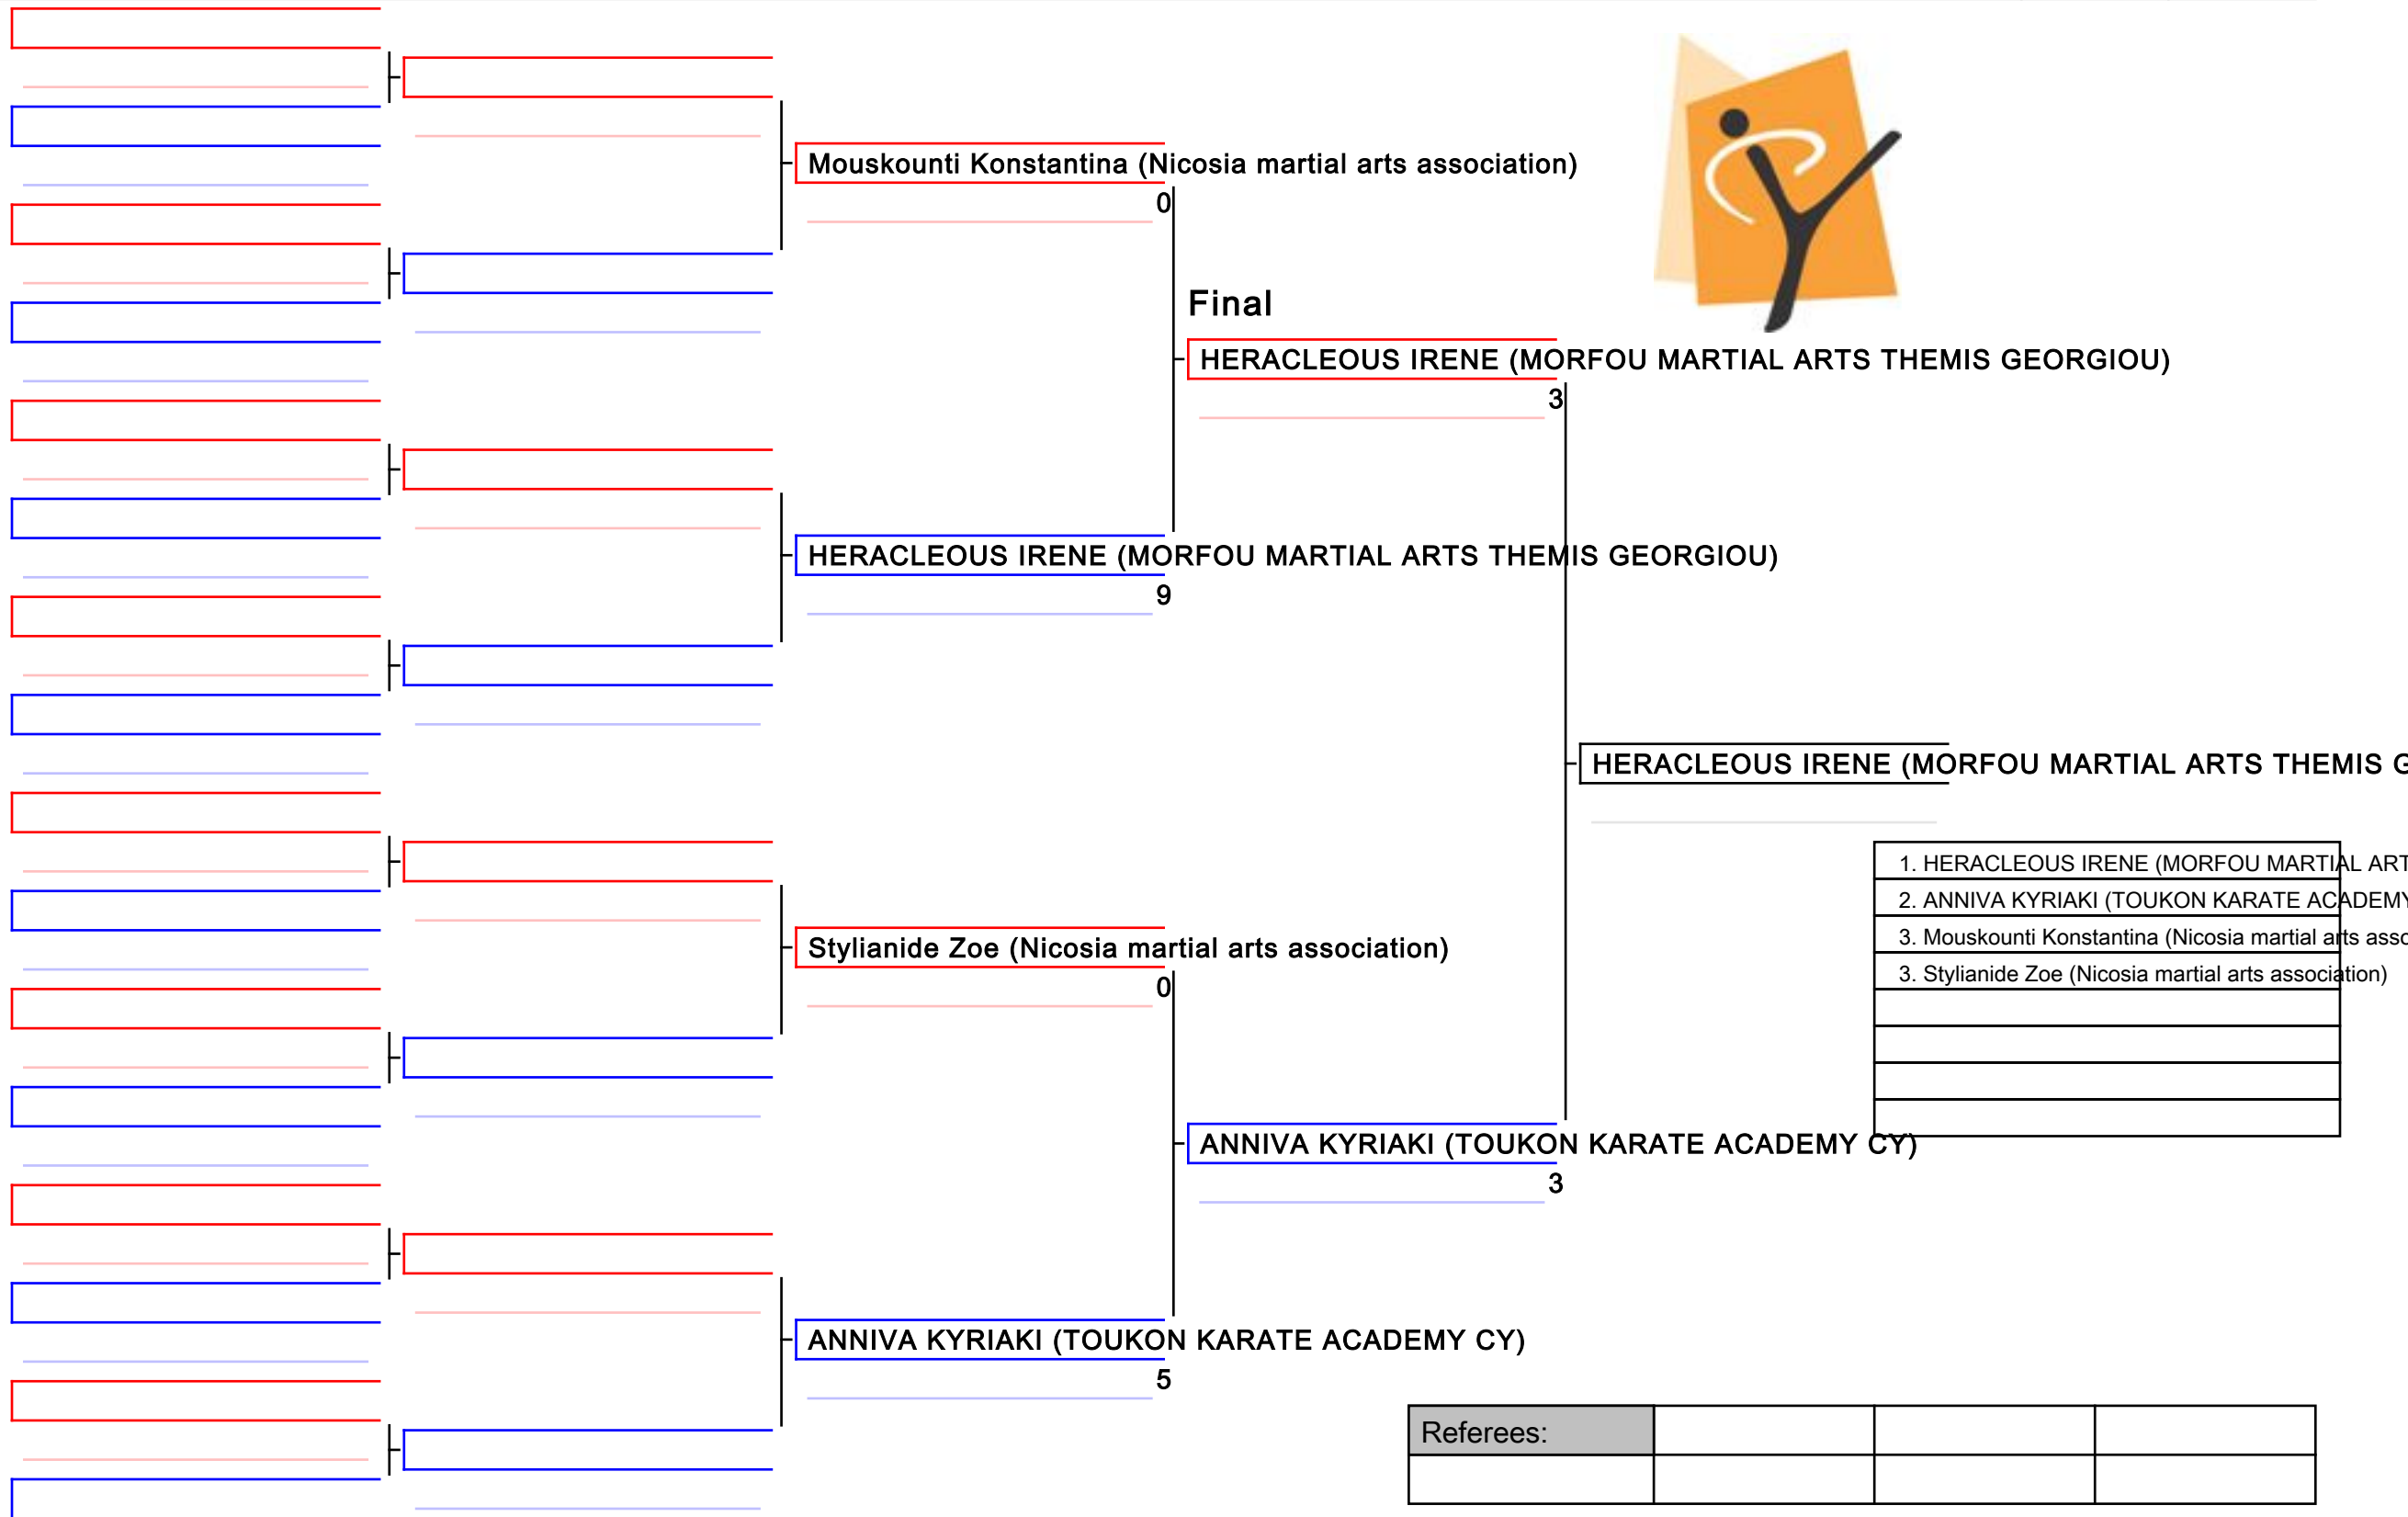 Mouskounti Konstantina (Nicosia martial arts association)
0
Final
HERACLEOUS IRENE (MORFOU MARTIAL ARTS THEMIS GEORGIOU)
3
HERACLEOUS IRENE (MORFOU MARTIAL ARTS THEMIS GEORGIOU)
9
HERACLEOUS IRENE (MORFOU MARTIAL ARTS THEMIS G
1. HERACLEOUS IRENE (MORFOU MARTIAL ART
2. ANNIVA KYRIAKI (TOUKON KARATE ACADEMY
3. Mouskounti Konstantina (Nicosia martial arts asso
3. Stylianide Zoe (Nicosia martial arts association)
Stylianide Zoe (Nicosia martial arts association)
0
ANNIVA KYRIAKI (TOUKON KARATE ACADEMY CY)
3
ANNIVA KYRIAKI (TOUKON KARATE ACADEMY CY)
5
Referees: